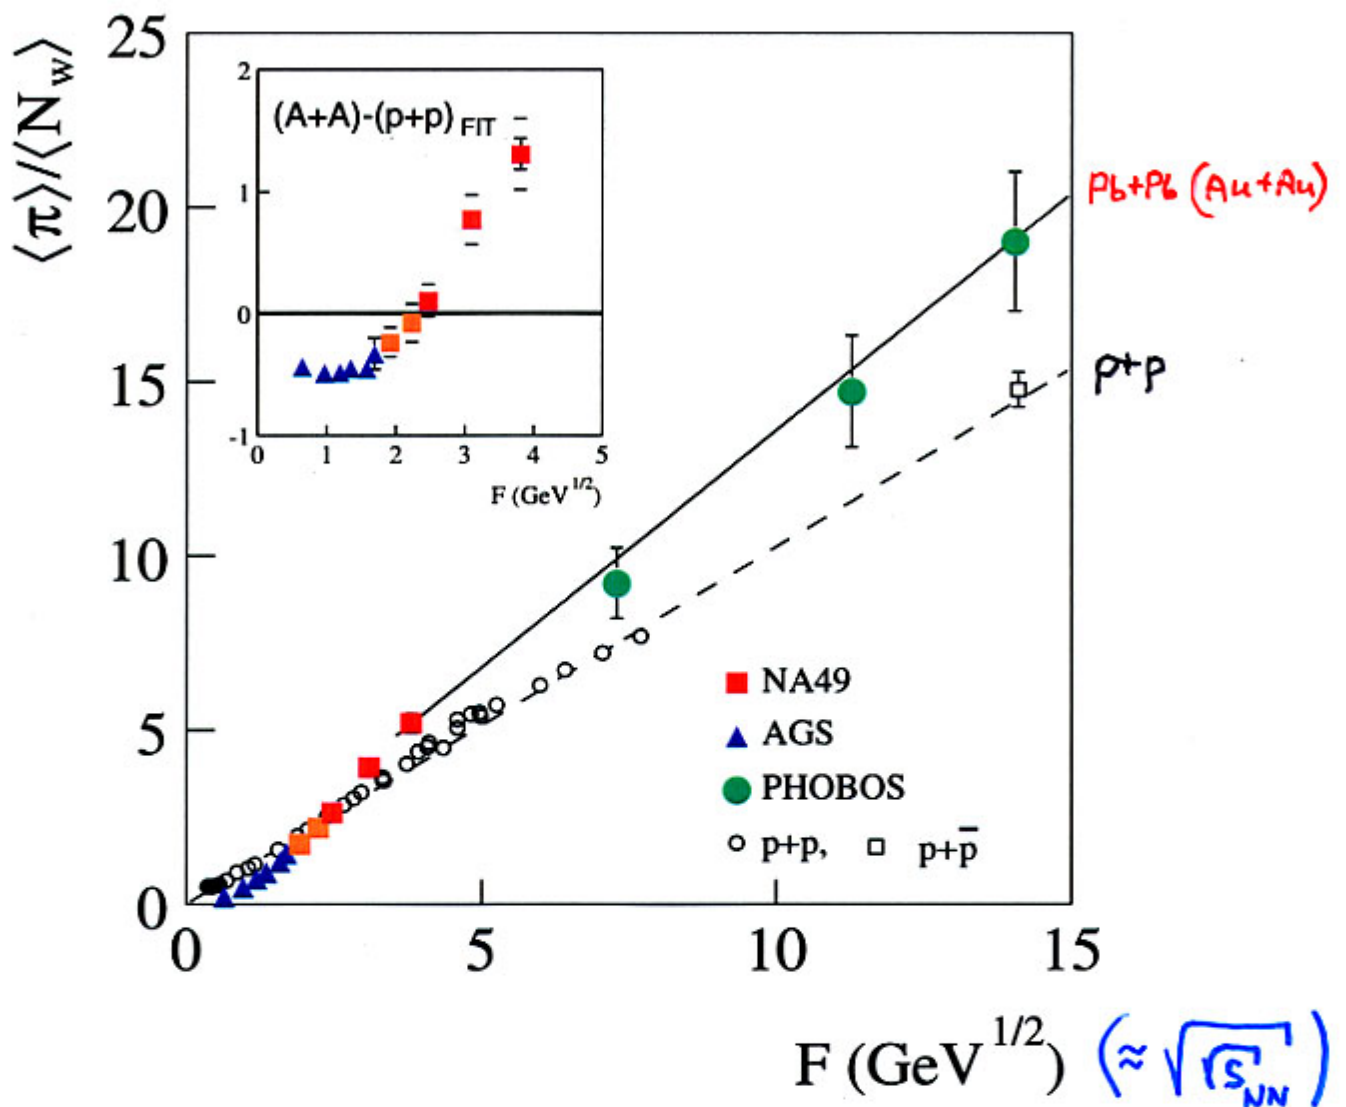 ⟨π⟩/⟨N_w⟩
25
20
15
10
5
0
0 5 10 15
F (GeV^{1/2}) (≈ √(√s_NN))
2
1
0
-1
0 1 2 3 4 5
F (GeV^{1/2})
(A+A)-(p+p) FIT
Pb+Pb (Au+Au)
p+p
NA49
AGS
PHOBOS
p+p, p+p̅